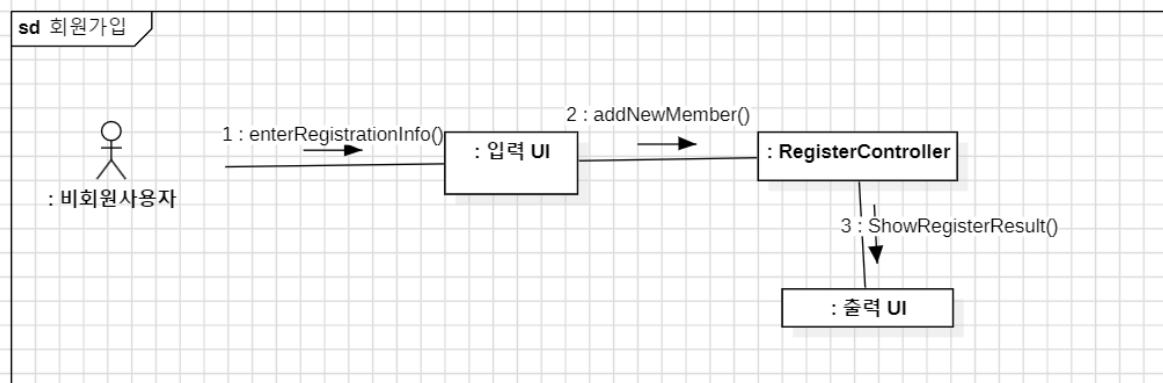 sd 회원가입
1 : enterRegistrationInfo()
2 : addNewMember()
: 입력 UI
: RegisterController
: 비회원사용자
3 : ShowRegisterResult()
: 출력 UI